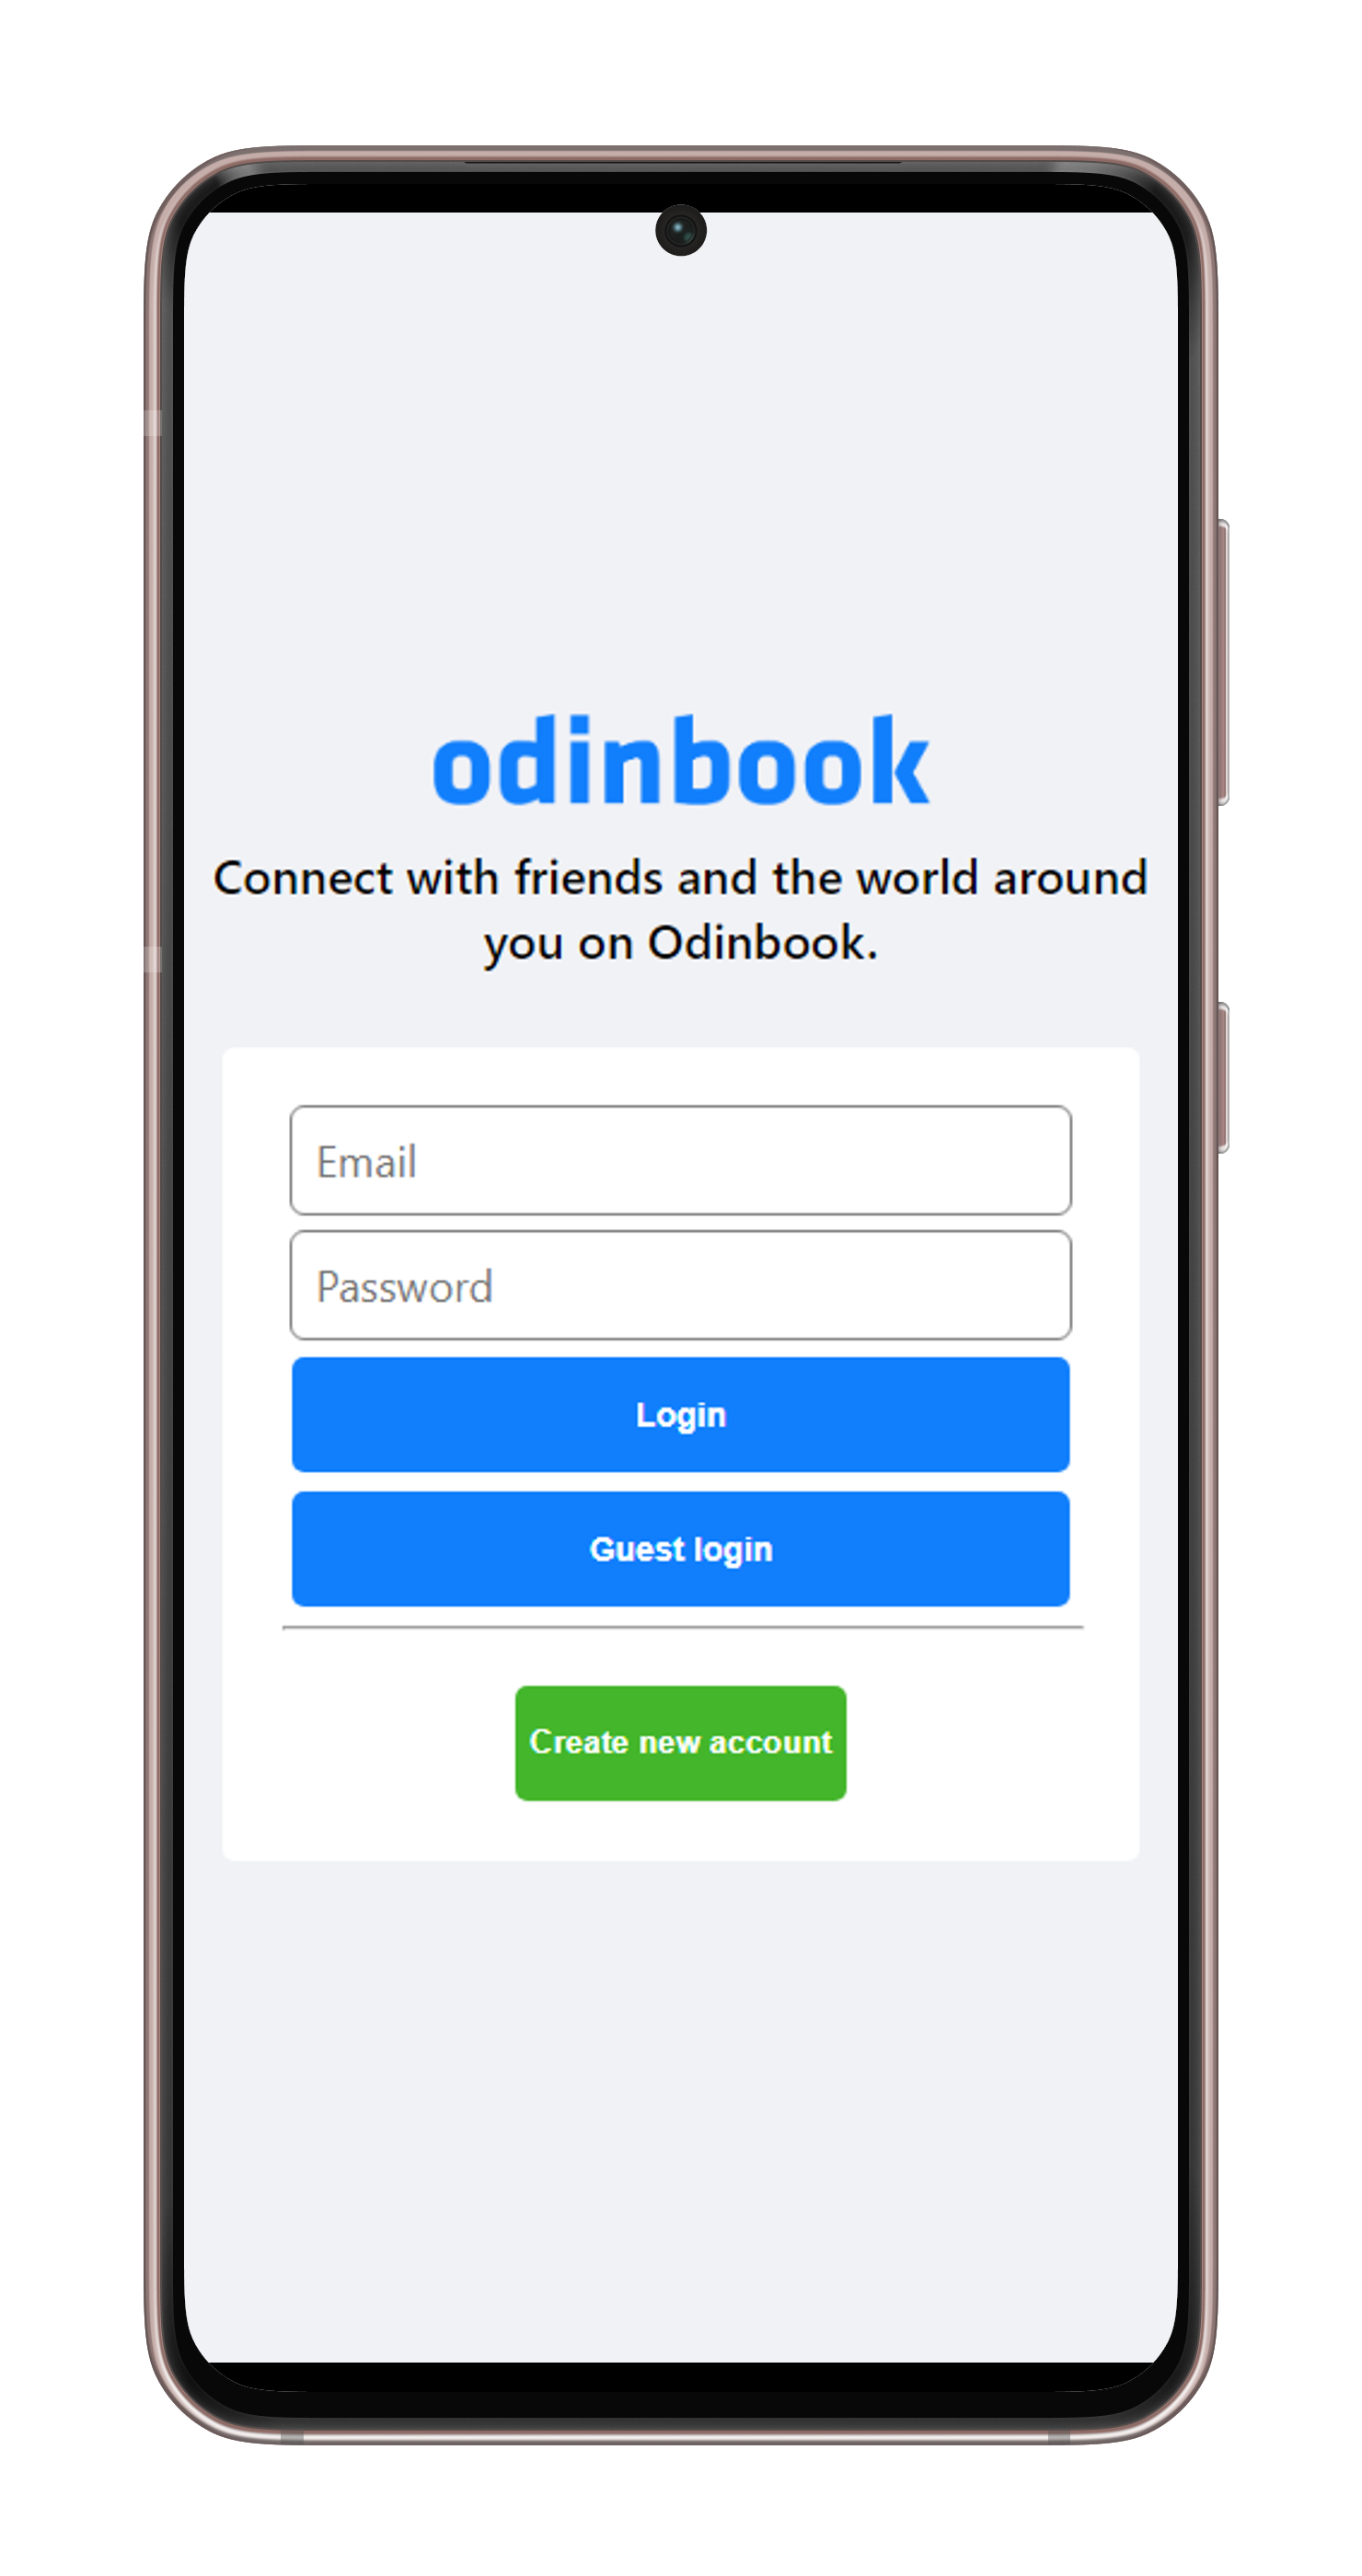 odinbook
Connect with friends and the world around
you on Odinbook.
Email
Password
Login
Guest login
Create new account